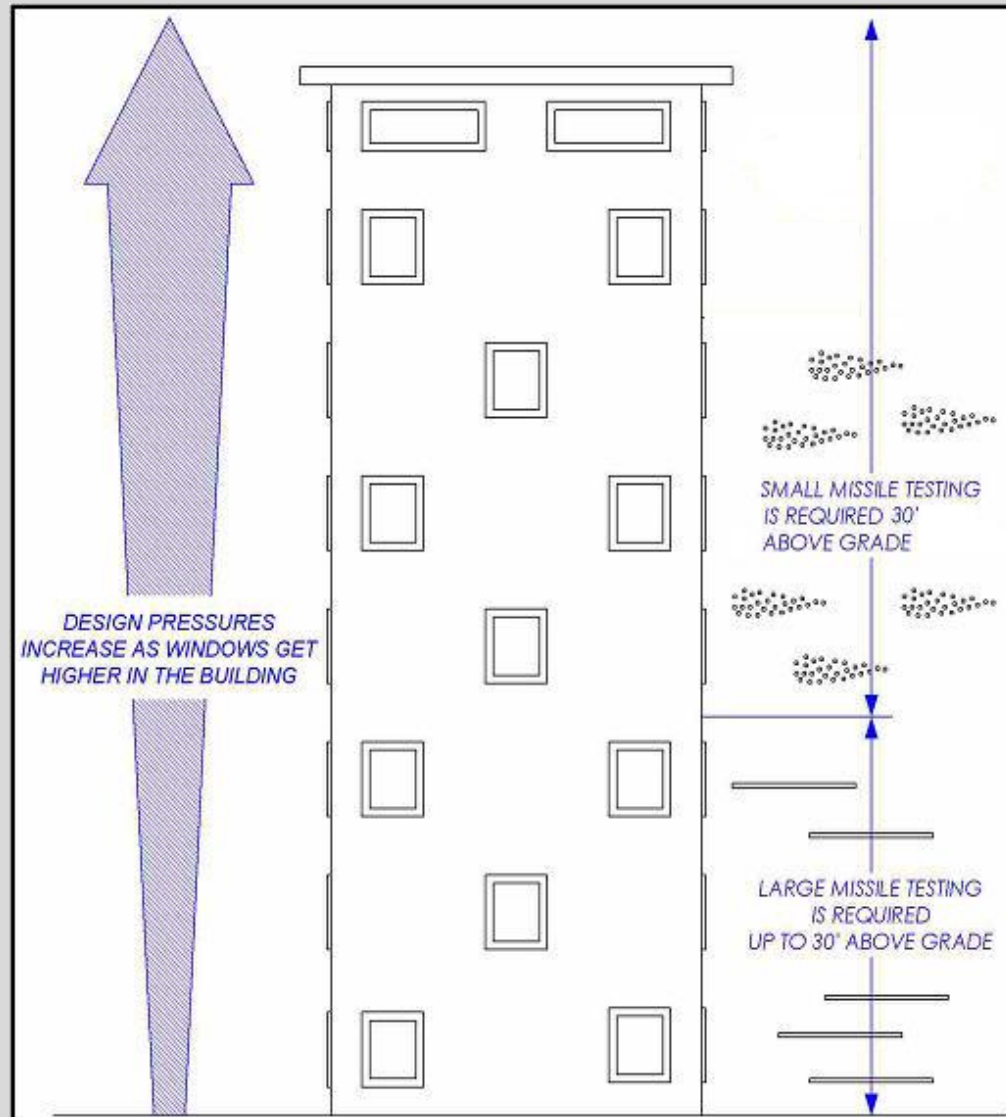 DESIGN PRESSURES
INCREASE AS WINDOWS GET
HIGHER IN THE BUILDING
SMALL MISSILE TESTING
IS REQUIRED 30'
ABOVE GRADE
LARGE MISSILE TESTING
IS REQUIRED
UP TO 30' ABOVE GRADE